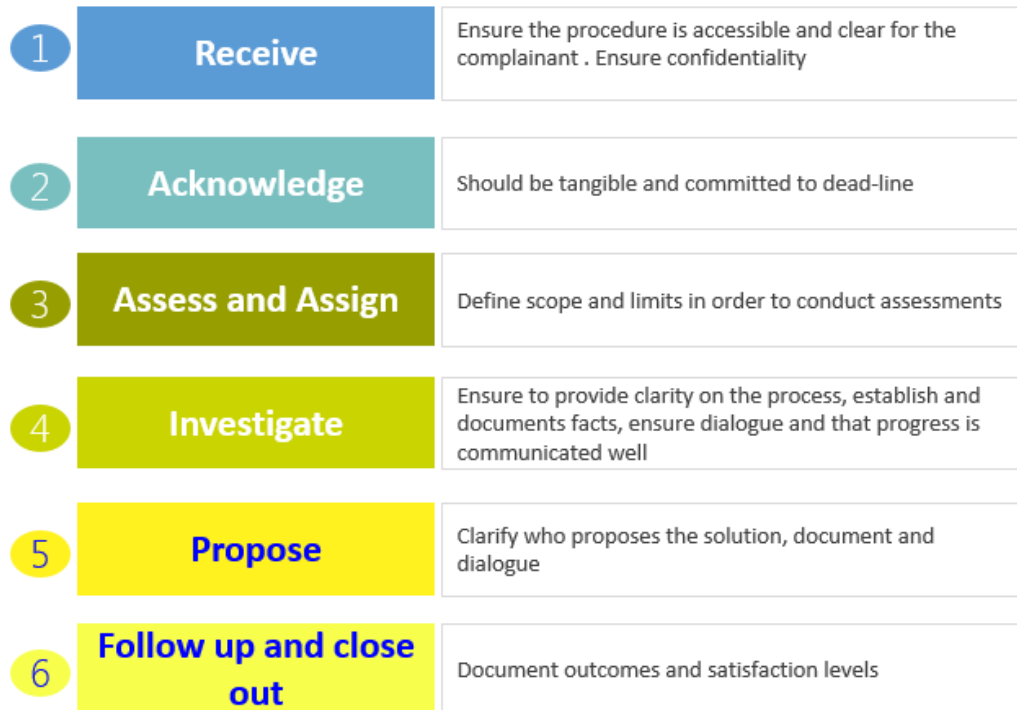 1
Receive
Ensure the procedure is accessible and clear for the
complainant . Ensure confidentiality
2
Acknowledge
Should be tangible and committed to dead-line
3
Assess and Assign
Define scope and limits in order to conduct assessments
4
Investigate
Ensure to provide clarity on the process, establish and
documents facts, ensure dialogue and that progress is
communicated well
5
Propose
Clarify who proposes the solution, document and
dialogue
6
Follow up and close
out
Document outcomes and satisfaction levels